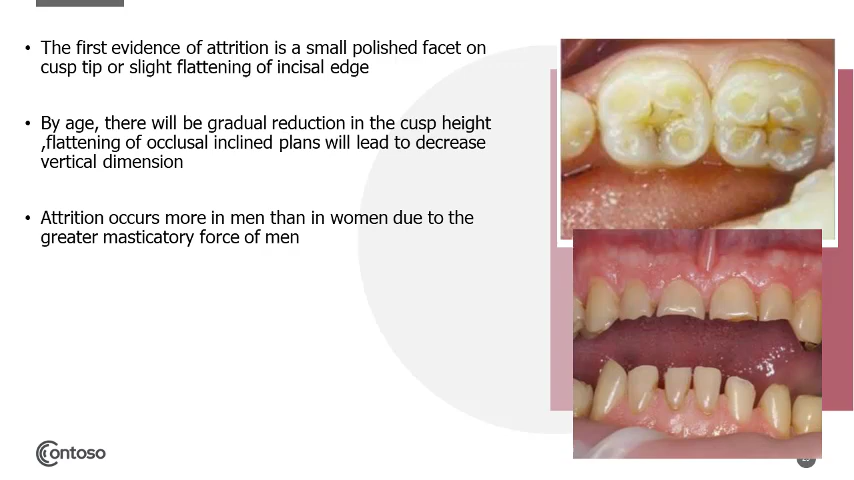 • The first evidence of attrition is a small polished facet on
cusp tip or slight flattening of incisal edge
• By age, there will be gradual reduction in the cusp height
,flattening of occlusal inclined plans will lead to decrease
vertical dimension
• Attrition occurs more in men than in women due to the
greater masticatory force of men
Contoso